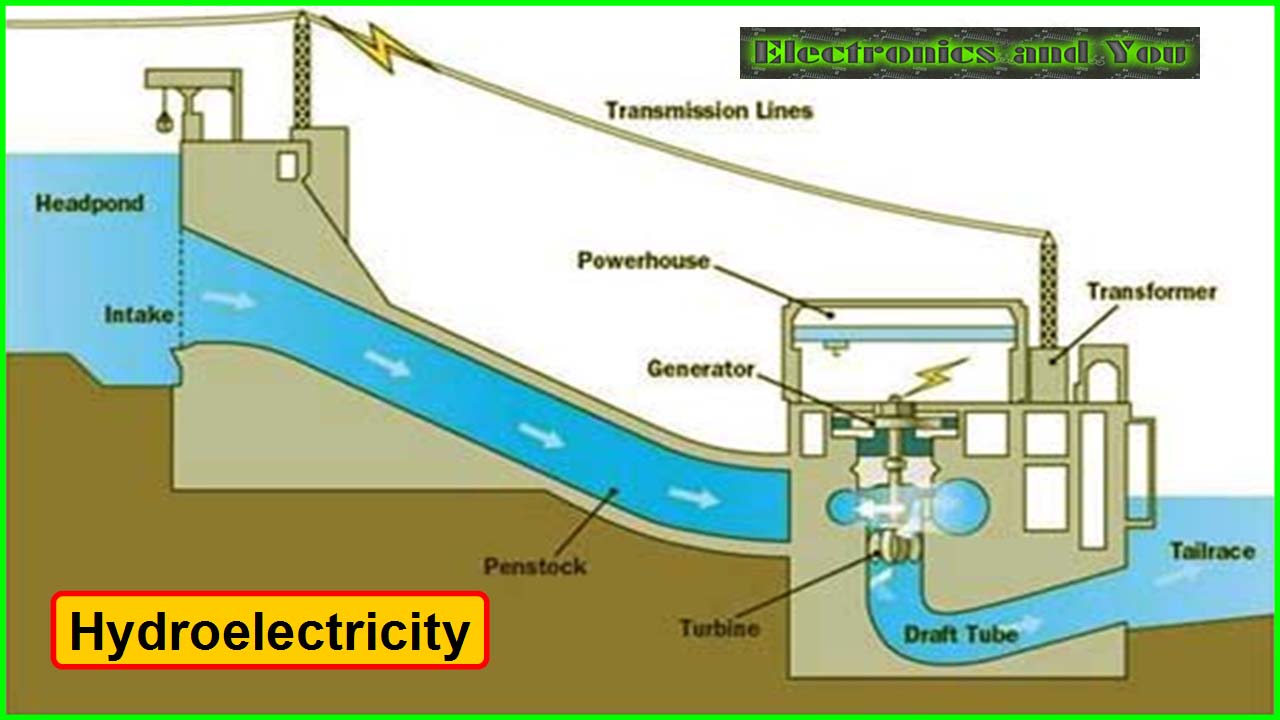 Electronics and You
Transmission Lines
Headpond
Powerhouse
Transformer
Intake
Generator
Penstock
Tailrace
Turbine
Draft Tube
Hydroelectricity